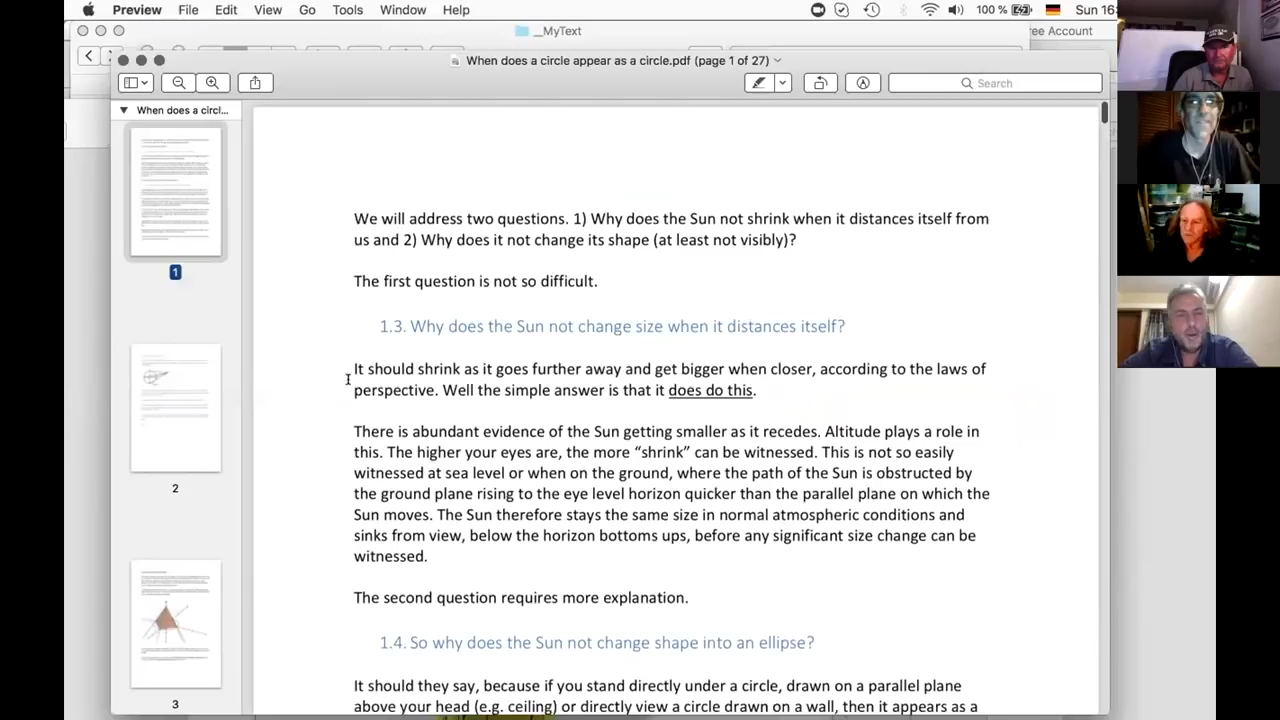 Preview File Edit View Go Tools Window Help 100 % Sun 16:
__MyText
ree Account
When does a circle appear as a circle.pdf (page 1 of 27)
Search
When does a circl...
1
2
3
We will address two questions. 1) Why does the Sun not shrink when it distances itself from
us and 2) Why does it not change its shape (at least not visibly)?
The first question is not so difficult.
1.3. Why does the Sun not change size when it distances itself?
It should shrink as it goes further away and get bigger when closer, according to the laws of
perspective. Well the simple answer is that it does do this.
There is abundant evidence of the Sun getting smaller as it recedes. Altitude plays a role in
this. The higher your eyes are, the more “shrink” can be witnessed. This is not so easily
witnessed at sea level or when on the ground, where the path of the Sun is obstructed by
the ground plane rising to the eye level horizon quicker than the parallel plane on which the
Sun moves. The Sun therefore stays the same size in normal atmospheric conditions and
sinks from view, below the horizon bottoms ups, before any significant size change can be
witnessed.
The second question requires more explanation.
1.4. So why does the Sun not change shape into an ellipse?
It should they say, because if you stand directly under a circle, drawn on a parallel plane
above your head (e.g. ceiling) or directly view a circle drawn on a wall, then it appears as a